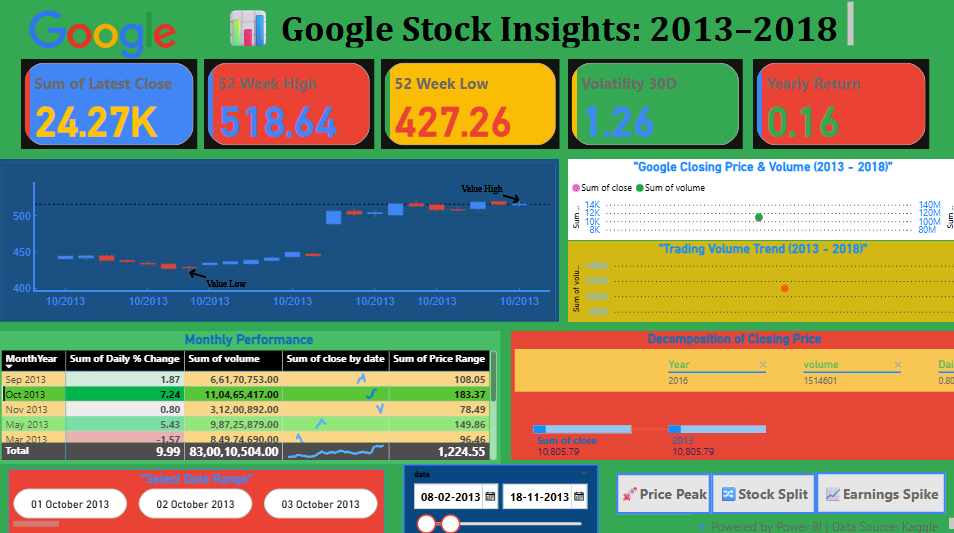 Google
Google Stock Insights: 2013–2018
Sum of Latest Close
24.27K
52 Week High
518.64
52 Week Low
427.26
Volatility 30D
1.26
Yearly Return
0.16
Value High
500
450
400
Value Low
10/2013 10/2013 10/2013 10/2013 10/2013 10/2013
"Google Closing Price & Volume (2013 - 2018)"
Sum of close Sum of volume
Sum ..
14K 140M
12K 120M
10K 100M
8K 80M
"Trading Volume Trend (2013 - 2018)"
Sum of volu..
Monthly Performance
MonthYear Sum of Daily % Change Sum of volume Sum of close by date Sum of Price Range
Sep 2013 1.87 6,61,70,753.00 108.05
Oct 2013 7.24 11,04,65,417.00 183.37
Nov 2013 0.80 3,12,00,892.00 78.49
May 2013 5.43 9,87,25,879.00 149.86
Mar 2013 -1.57 8,49,74,690.00 96.46
Total 9.99 83,00,10,504.00 1,224.55
Decomposition of Closing Price
Year volume Dai
2016 1514601 0.80
Sum of close 2013
10,805.79 10,805.79
"Select Date Range"
01 October 2013 02 October 2013 03 October 2013
date
08-02-2013 18-11-2013
Price Peak Stock Split Earnings Spike
Powered by Power BI | Data Source: Kaggle